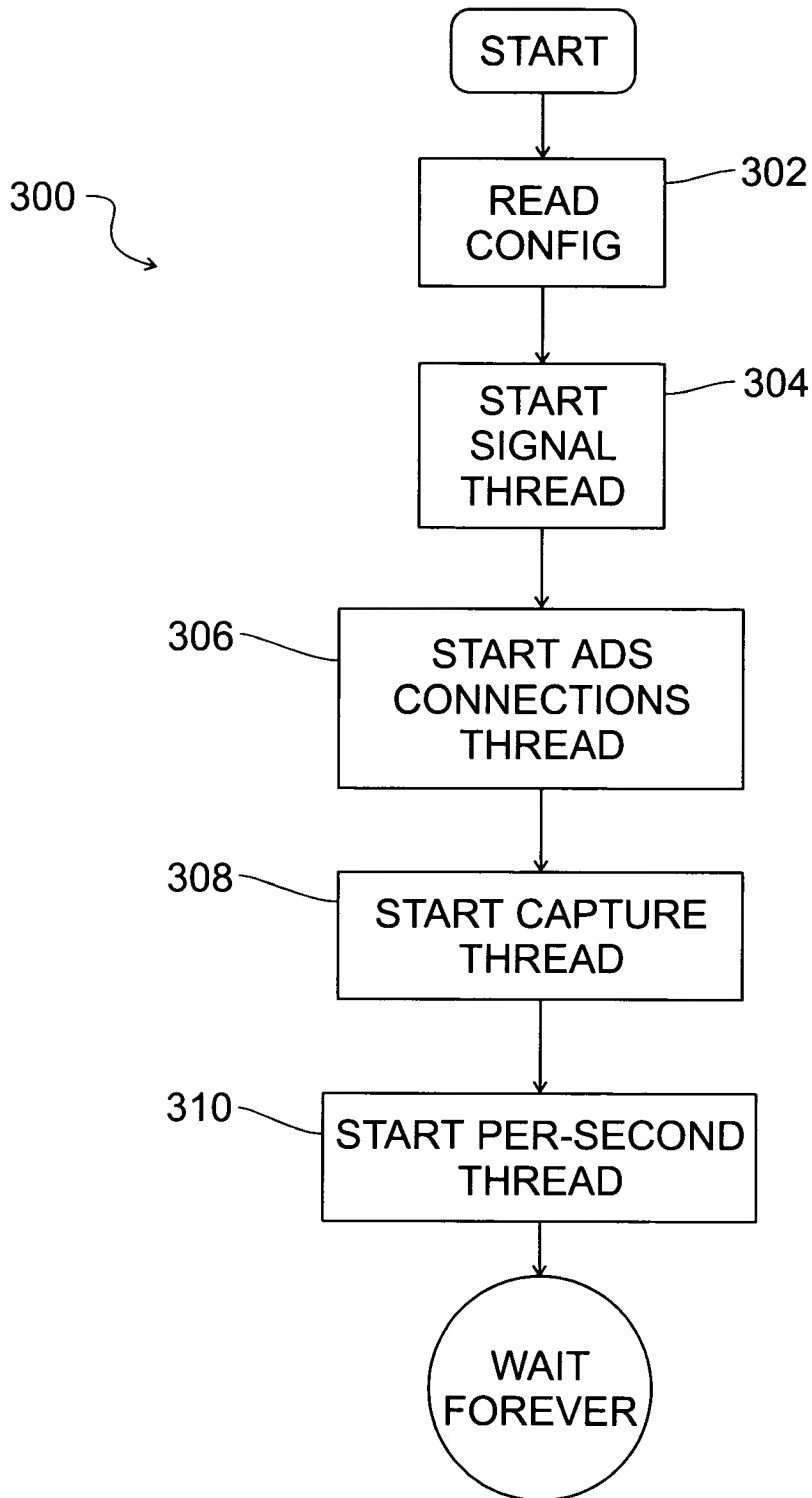 START
302
300
READ
CONFIG
304
START
SIGNAL
THREAD
306
START ADS
CONNECTIONS
THREAD
308
START CAPTURE
THREAD
310
START PER-SECOND
THREAD
WAIT
FOREVER